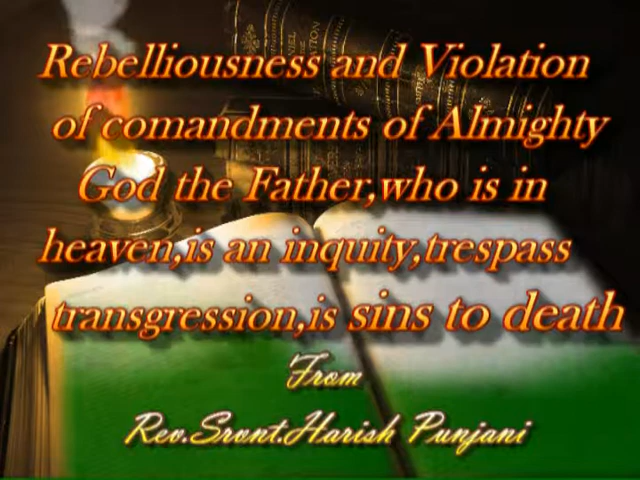 Rebelliousness and Violation
of comandments of Almighty
God the Father,who is in
heaven,is an inquity,trespass
transgression,is sins to death
From
Rev.Srvnt.Harish Punjani